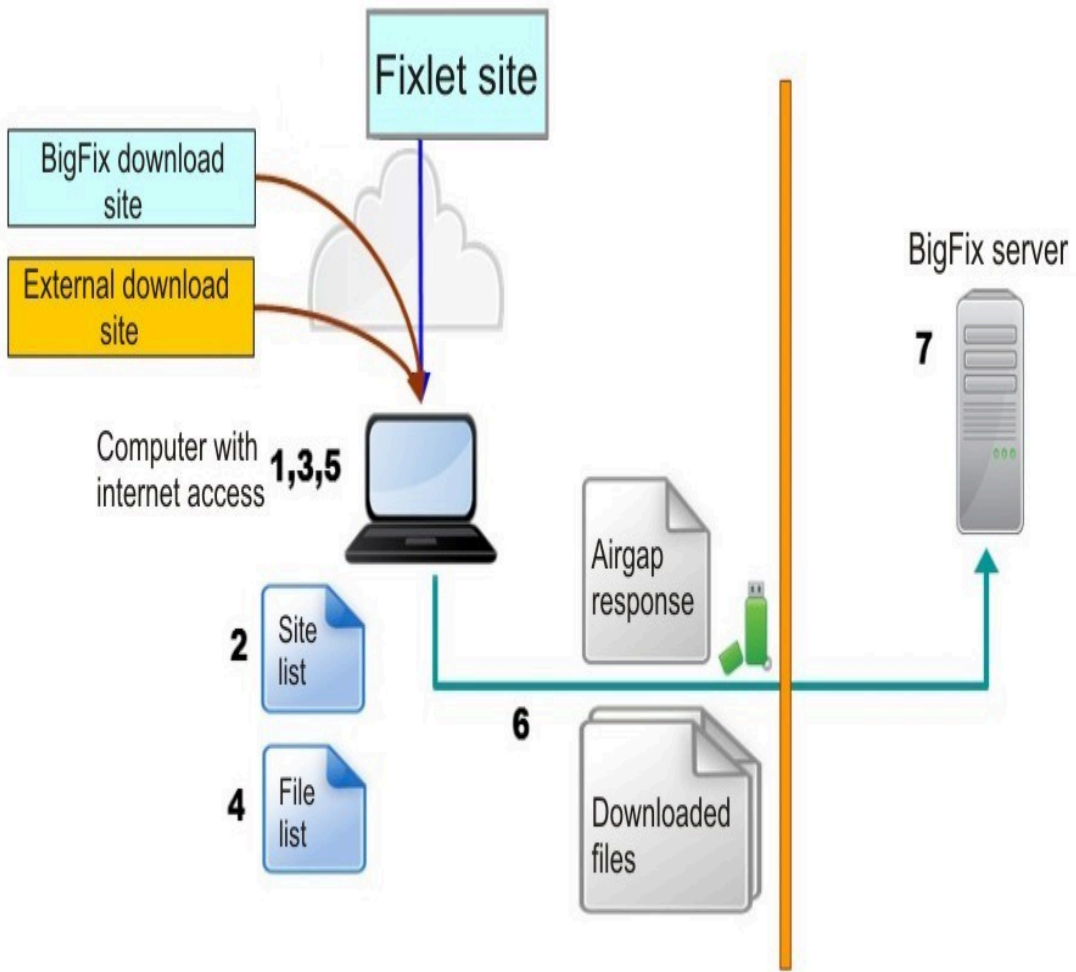 Fixlet site
BigFix download
site
External download
site
BigFix server
7
Computer with
internet access
1,3,5
Airgap
response
2
Site
list
6
4
File
list
Downloaded
files